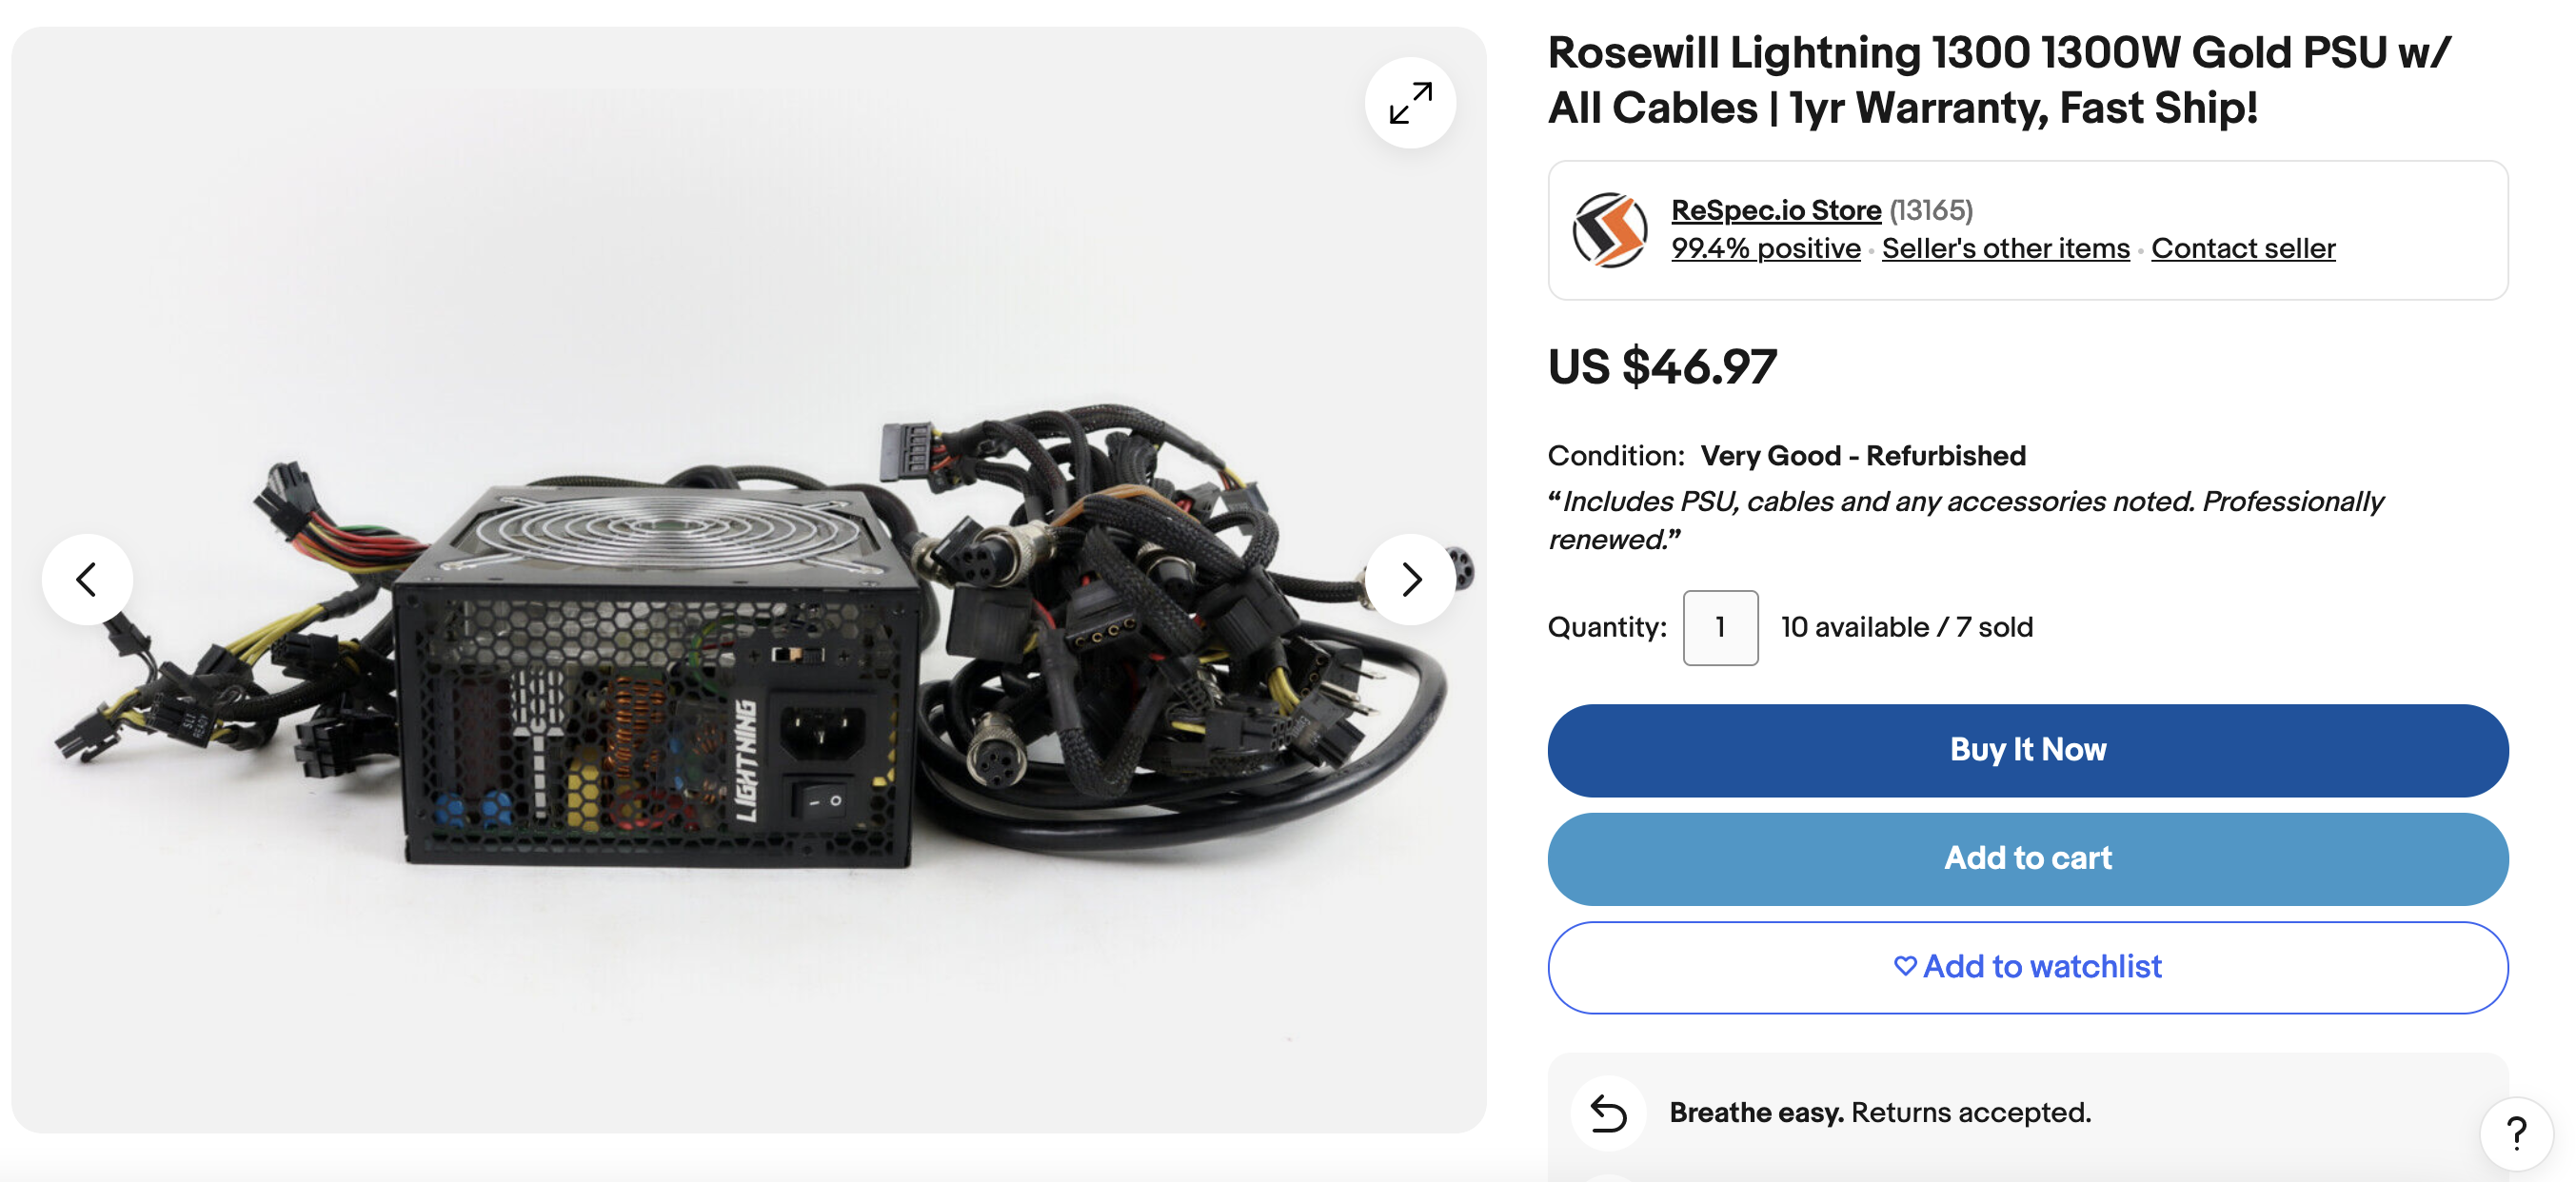 Rosewill Lightning 1300 1300W Gold PSU w/
All Cables | 1yr Warranty, Fast Ship!
ReSpec.io Store (13165)
99.4% positive · Seller's other items · Contact seller
US $46.97
Condition: Very Good - Refurbished
“Includes PSU, cables and any accessories noted. Professionally
renewed.”
Quantity: 1 10 available / 7 sold
Buy It Now
Add to cart
Add to watchlist
Breathe easy. Returns accepted.
?
LIGHTNING
SLI
READY